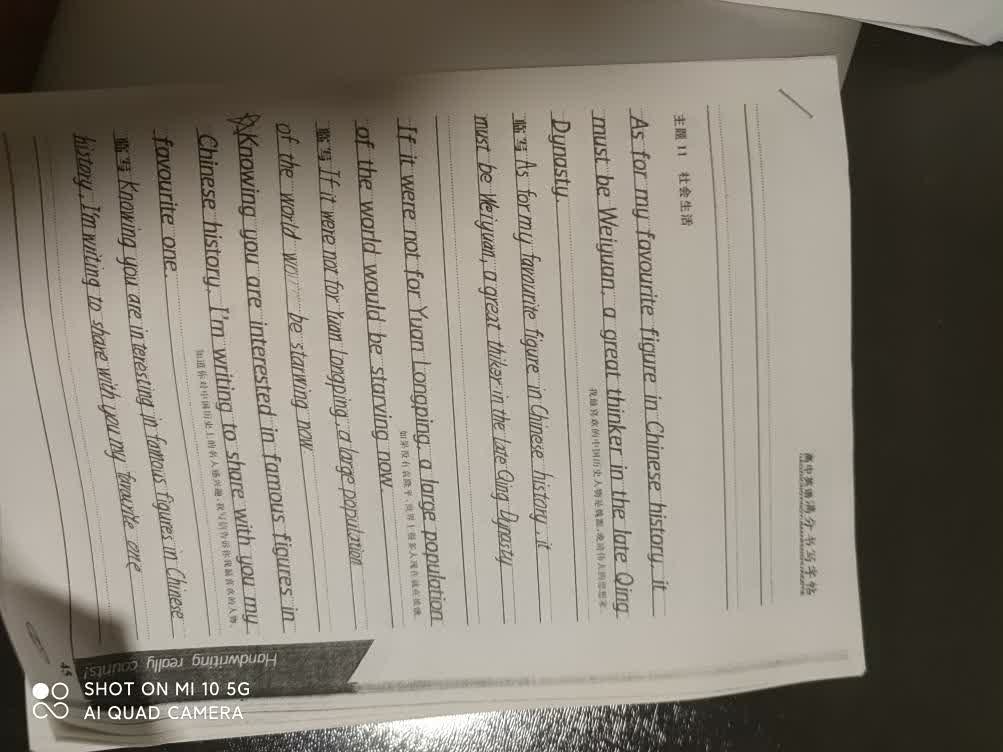 高中英语满分书写字帖
主题 11 社会生活
As for my favourite figure in Chinese history, it
must be Weiyuan, a great thinker in the late Qing
我最喜欢的中国历史人物是魏源,晚清伟大的思想家。
Dynasty.
临写 As for my favourite figure in Chinese history, it
must be Weiyuan, a great thiker in the late Qing Dynasty
If it were not for Yuan Longping, a large population
如果没有袁隆平,世界上很多人现在就在挨饿。
of the world would be starving now.
临写 If it were not for Yuan Longping, a large population
of the world would be starwing now
Knowing you are interested in famous figures in
Chinese history, I'm writing to share with you my
知道你对中国历史上的名人感兴趣,我写信告诉你我最喜欢的人物。
favourite one.
临写 Knowing you are in teresting in famous figures in Chinese
history, I'm writing to share with you my favourite one
Handwriting really counts!
45
SHOT ON MI 10 5G
AI QUAD CAMERA